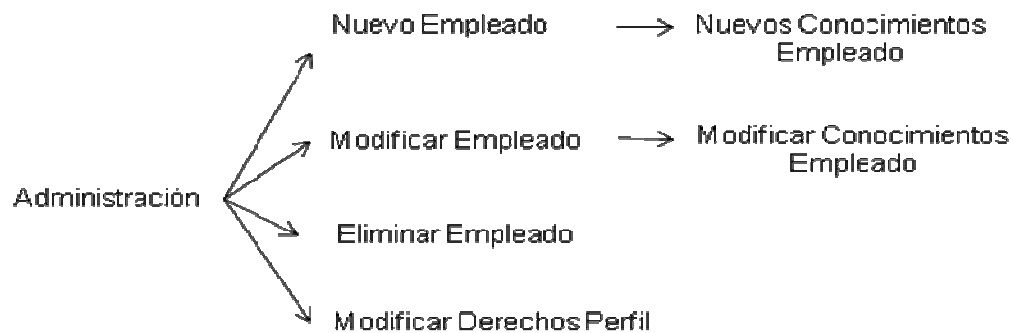 Nuevo Empleado
Nuevos Conocimientos
Empleado
Modificar Empleado
Modificar Conocimientos
Empleado
Administración
Eliminar Empleado
Modificar Derechos Perfil